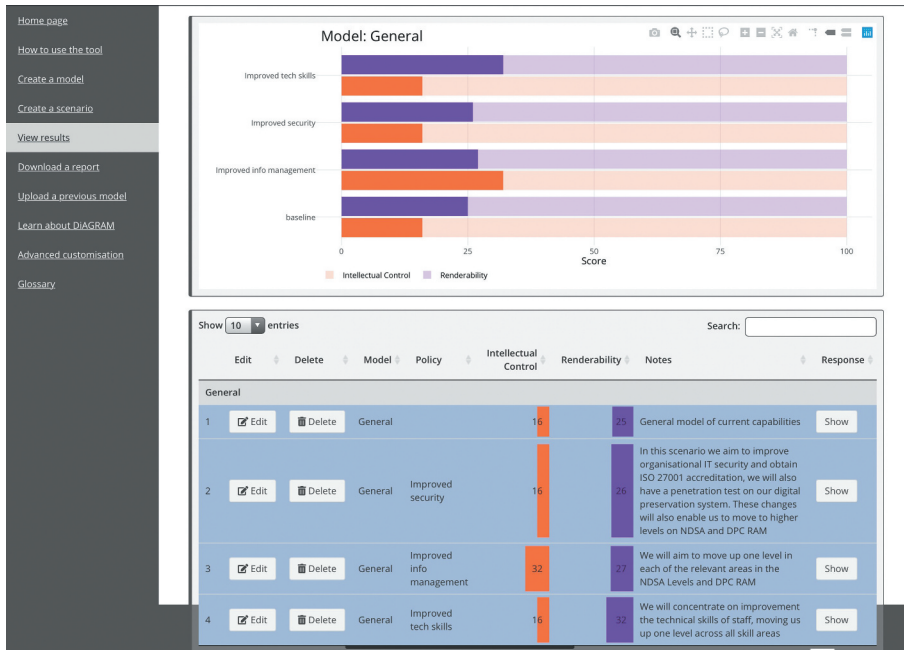 Home page
How to use the tool
Create a model
Create a scenario
View results
Download a report
Upload a previous model
Learn about DiAGRAM
Advanced customisation
Glossary
Model: General
Improved tech skills
Improved security
Improved info management
baseline
0 25 50 75 100
Score
Intellectual Control Renderability
Show 10 entries Search:
Edit Delete Model Policy Intellectual Control Renderability Notes Response
General
1 Edit Delete General 16 25 General model of current capabilities Show
2 Edit Delete General Improved security 16 26 In this scenario we aim to improve
organisational IT security and obtain
ISO 27001 accreditation, we will also
have a penetration test on our digital
preservation system. These changes
will also enable us to move to higher
levels on NDSA and DPC RAM
Show
3 Edit Delete General Improved info management 32 27 We will aim to move up one level in
each of the relevant areas in the
NDSA Levels and DPC RAM
Show
4 Edit Delete General Improved tech skills 16 32 We will concentrate on improvement
the technical skills of staff, moving us
up one level across all skill areas
Show